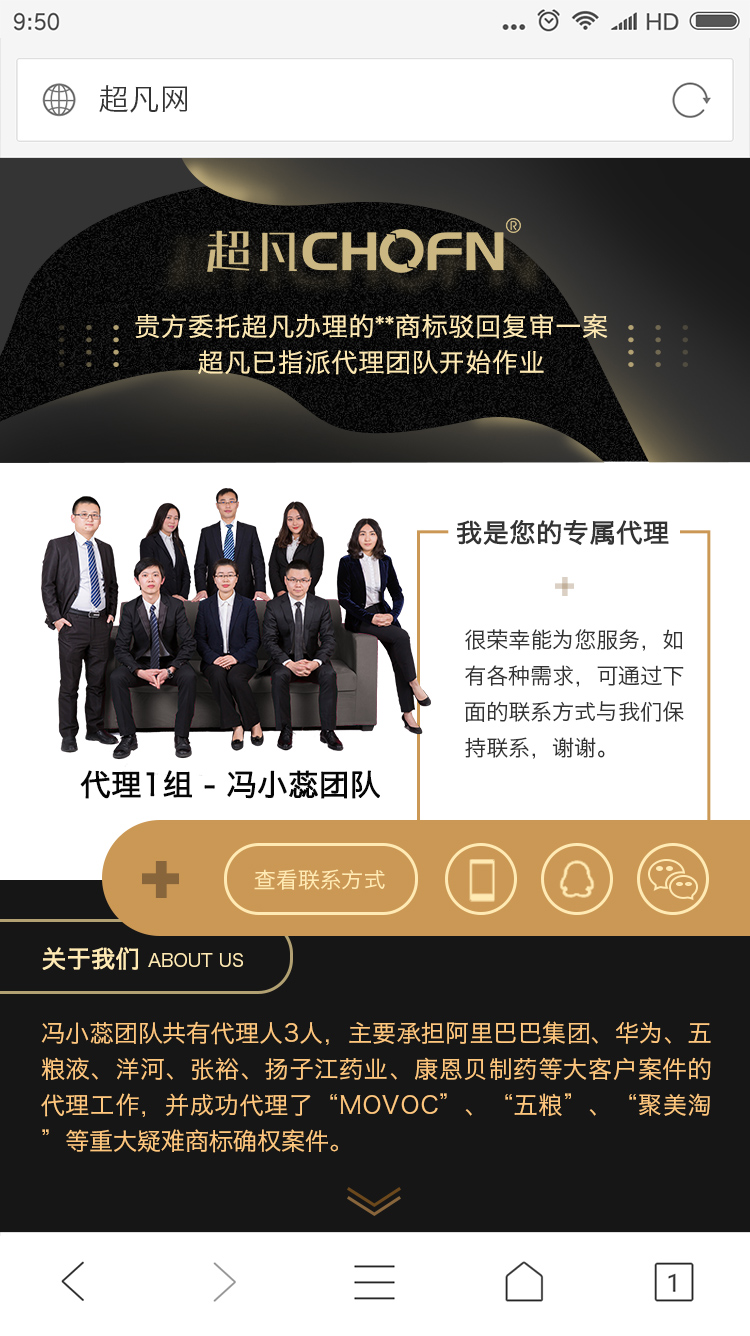 9:50
HD
超凡网
超凡CHOFN®
贵方委托超凡办理的**商标驳回复审一案
超凡已指派代理团队开始作业
我是您的专属代理
很荣幸能为您服务，如
有各种需求，可通过下
面的联系方式与我们保
持联系，谢谢。
代理1组 - 冯小蕊团队
查看联系方式
关于我们 ABOUT US
冯小蕊团队共有代理人3人，主要承担阿里巴巴集团、华为、五
粮液、洋河、张裕、扬子江药业、康恩贝制药等大客户案件的
代理工作，并成功代理了“MOVOC”、“五粮”、“聚美淘
”等重大疑难商标确权案件。
1